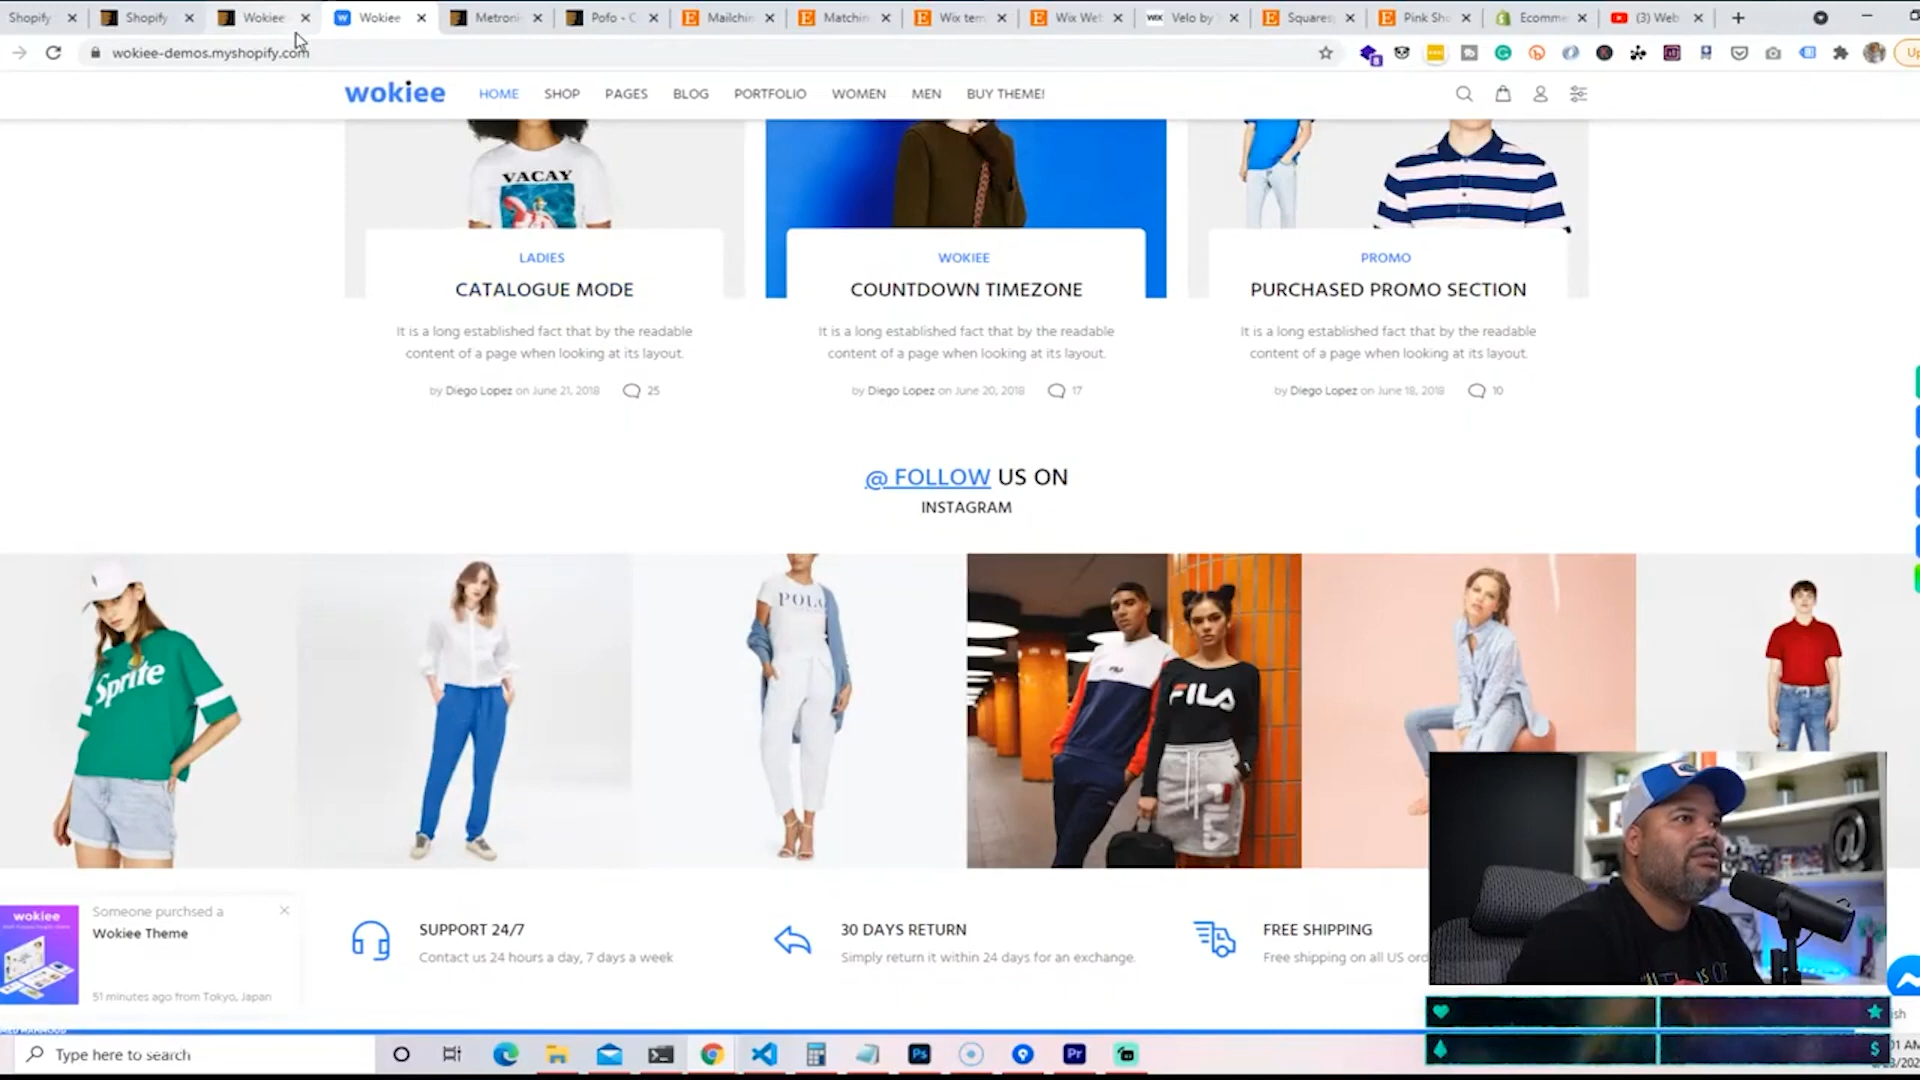 Shopify
Shopify
Wokiee
Wokiee
Metroni
Pofo - C
Mailchin
Matchin
Wix tem
Wix Wel
Velo by
Squares
Pink Sh
Ecomme
(3) Web
wokiee-demos.myshopify.com
wokiee
HOME
SHOP
PAGES
BLOG
PORTFOLIO
WOMEN
MEN
BUY THEME!
VACAY
LADIES
CATALOGUE MODE
It is a long established fact that by the readable
content of a page when looking at its layout.
by Diego Lopez on June 21, 2018
25
WOKIEE
COUNTDOWN TIMEZONE
It is a long established fact that by the readable
content of a page when looking at its layout.
by Diego Lopez on June 20, 2018
17
PROMO
PURCHASED PROMO SECTION
It is a long established fact that by the readable
content of a page when looking at its layout.
by Diego Lopez on June 18, 2018
10
@ FOLLOW US ON
INSTAGRAM
Sprite
POLO
FILA
wokiee
Someone purchsed a
Wokiee Theme
51 minutes ago from Tokyo, Japan
SUPPORT 24/7
Contact us 24 hours a day, 7 days a week
30 DAYS RETURN
Simply return it within 24 days for an exchange.
FREE SHIPPING
Free shipping on all US ord
Type here to search
Ps
Pr